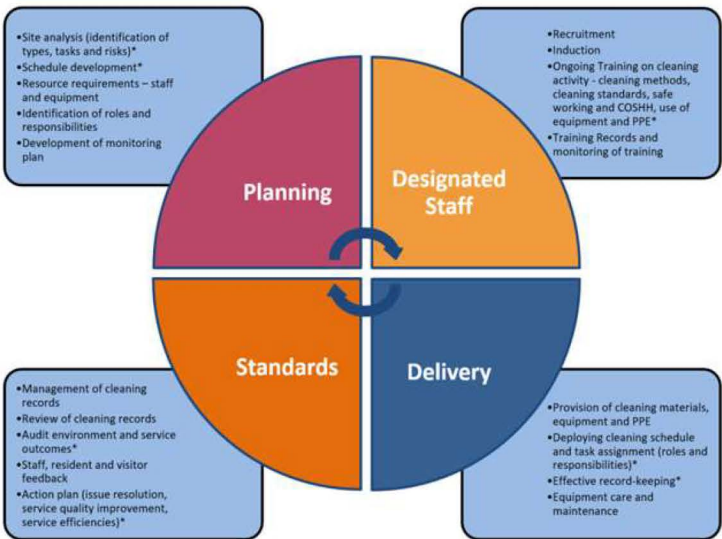 •Site analysis (identification of
types, tasks and risks)*
•Schedule development*
•Resource requirements – staff
and equipment
•Identification of roles and
responsibilities
•Development of monitoring
plan
•Recruitment
•Induction
•Ongoing Training on cleaning
activity - cleaning methods,
cleaning standards, safe
working and COSHH, use of
equipment and PPE*
•Training Records and
monitoring of training
Planning
Designated
Staff
Standards
Delivery
•Management of cleaning
records
•Review of cleaning records
•Audit environment and service
outcomes*
•Staff, resident and visitor
feedback
•Action plan (issue resolution,
service quality improvement,
service efficiencies)*
•Provision of cleaning materials,
equipment and PPE
•Deploying cleaning schedule
and task assignment (roles and
responsibilities)*
•Effective record-keeping*
•Equipment care and
maintenance